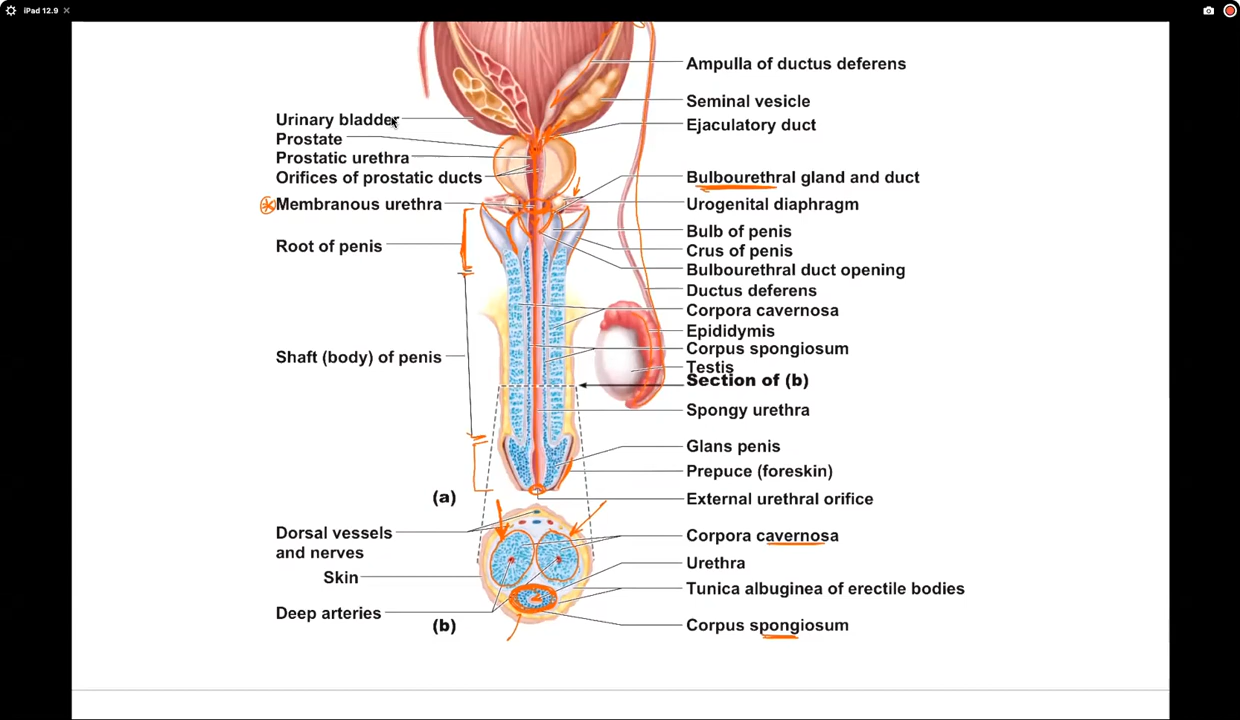 iPad 12.9
Ampulla of ductus deferens
Seminal vesicle
Urinary bladder
Ejaculatory duct
Prostate
Prostatic urethra
Orifices of prostatic ducts
Bulbourethral gland and duct
Membranous urethra
Urogenital diaphragm
Bulb of penis
Root of penis
Crus of penis
Bulbourethral duct opening
Ductus deferens
Corpora cavernosa
Epididymis
Corpus spongiosum
Shaft (body) of penis
Testis
Section of (b)
Spongy urethra
Glans penis
Prepuce (foreskin)
(a)
External urethral orifice
Dorsal vessels
and nerves
Corpora cavernosa
Urethra
Skin
Tunica albuginea of erectile bodies
Deep arteries
(b)
Corpus spongiosum